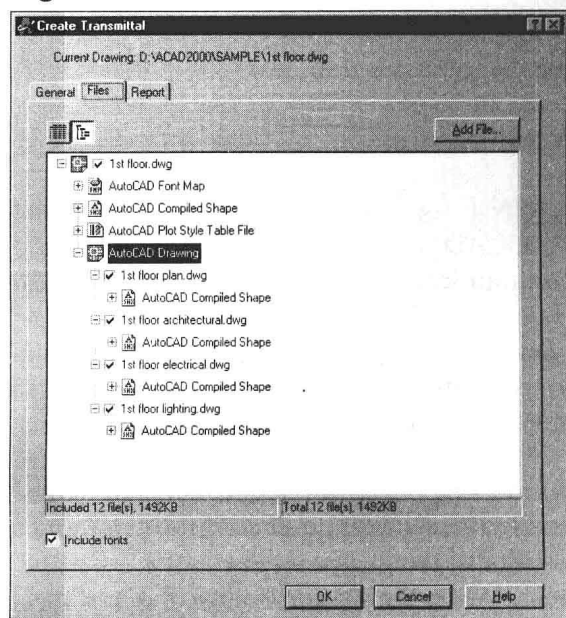 Create Transmittal
Current Drawing: D:\ACAD2000\SAMPLE\1st floor.dwg
General Files Report
Add File...
1st floor.dwg
AutoCAD Font Map
AutoCAD Compiled Shape
AutoCAD Plot Style Table File
AutoCAD Drawing
1st floor plan.dwg
AutoCAD Compiled Shape
1st floor architectural.dwg
AutoCAD Compiled Shape
1st floor electrical.dwg
AutoCAD Compiled Shape
1st floor lighting.dwg
AutoCAD Compiled Shape
Included 12 file(s), 1492KB Total 12 file(s), 1492KB
Include fonts
OK Cancel Help